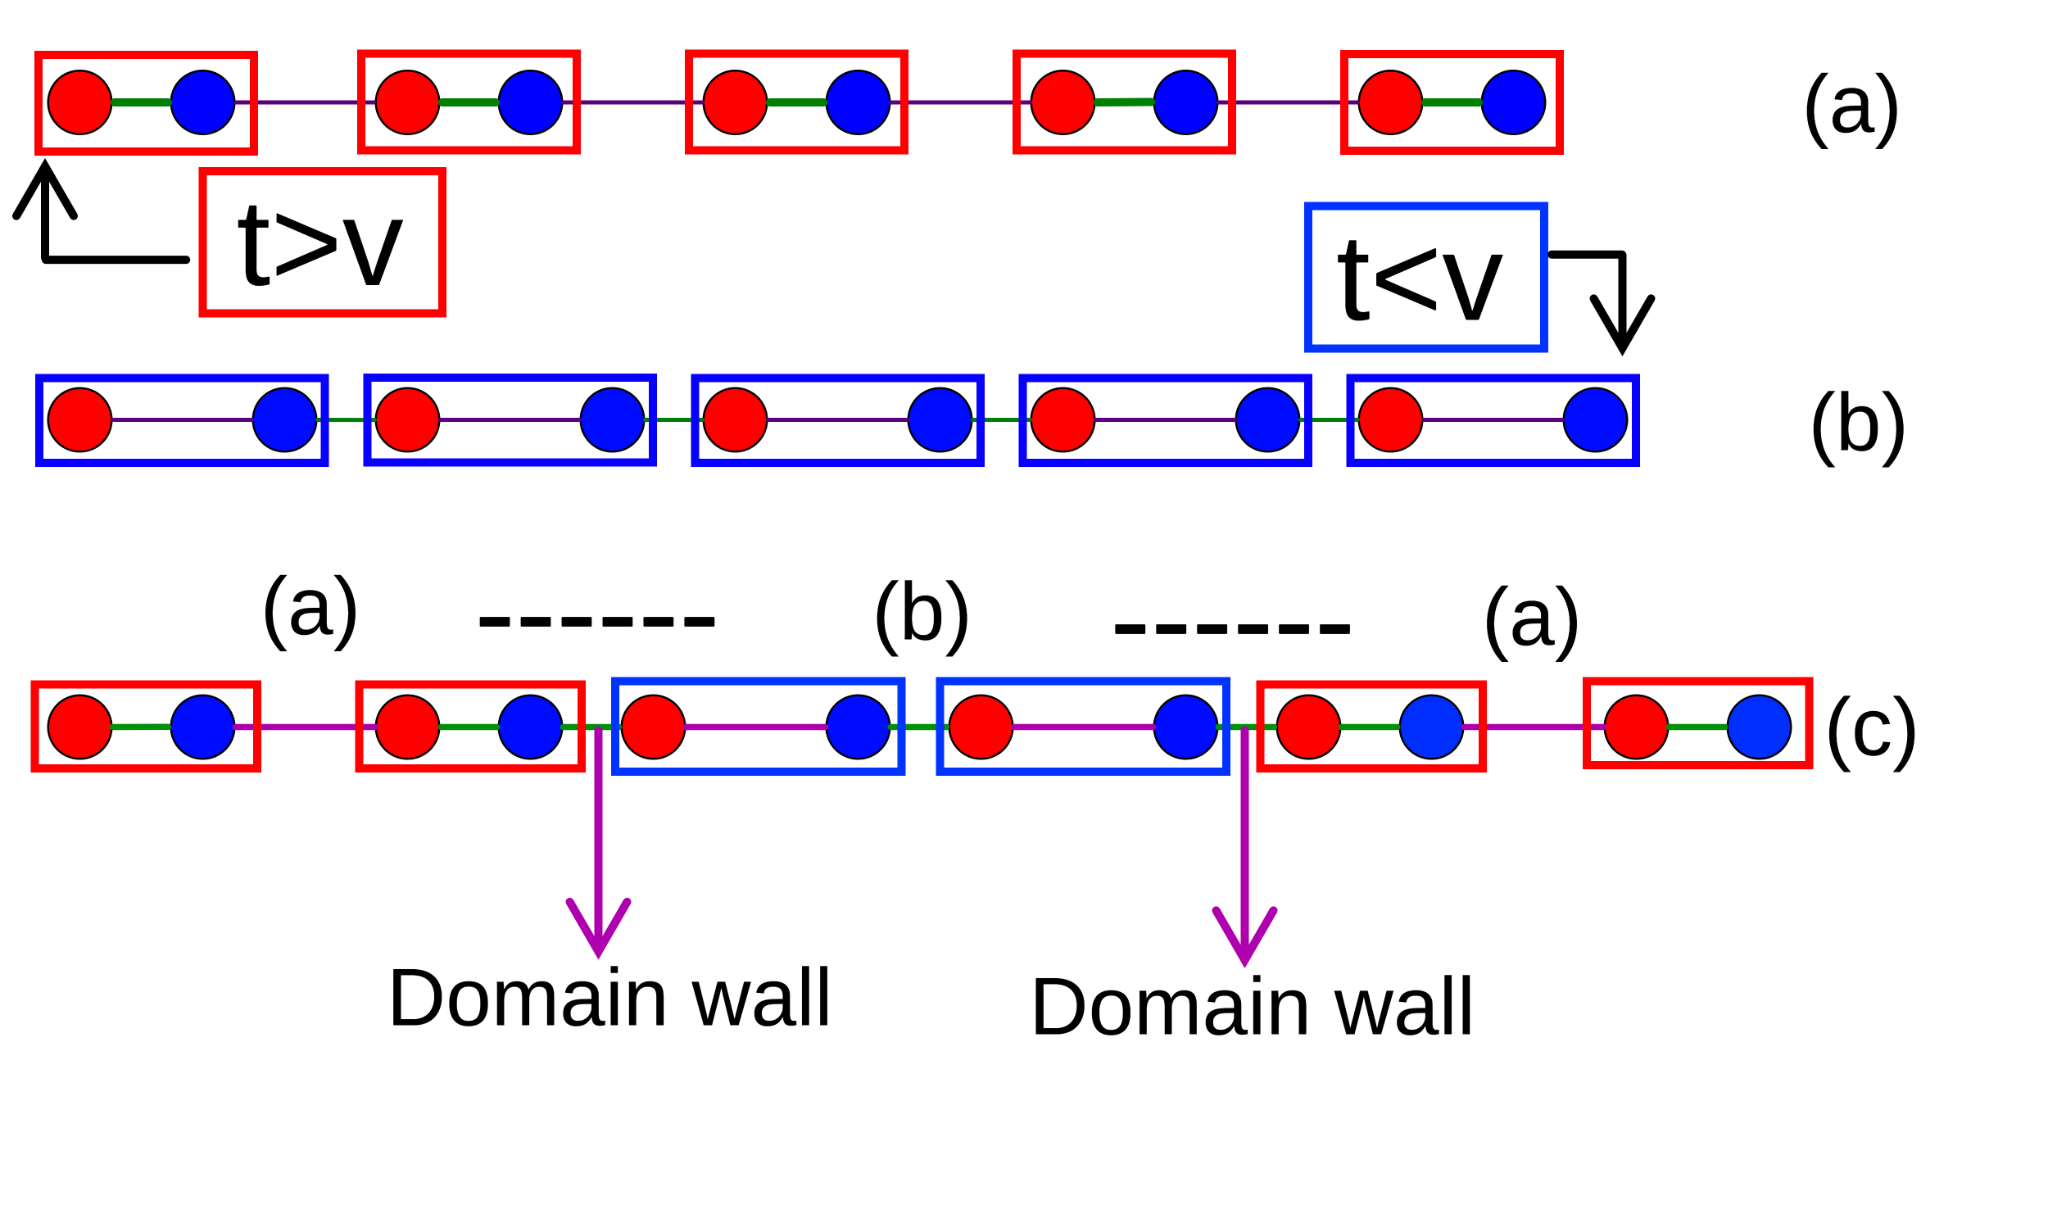 (a)
t>v
t<v
(b)
(a) ------ (b) ------ (a)
(c)
Domain wall
Domain wall